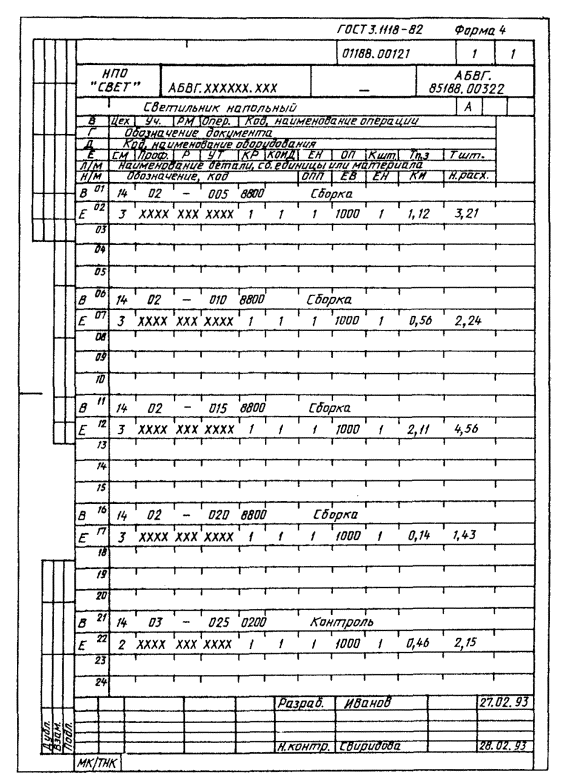 ГОСТ 3.1118-82 Форма 4
01188.00121 1 1
НПО "СВЕТ" АБВГ.XXXXXX.XXX — АБВГ. 85188.00322
Светильник напольный А
В Цех Уч. РМ Опер. Код, наименование операции
Г Обозначение документа
Д Код, наименование оборудования
Е СМ Проф. Р УТ КР КОИД ЕН ОП Кшт Тп.з Тшт.
Л/М Наименование детали, сб. единицы или материала
Н/М Обозначение, код ОПП ЕВ ЕН КИ Н.расх.
В 01 14 02 — 005 8800 Сборка
Е 02 3 XXXX XXX XXXX 1 1 1 1000 1 1,12 3,21
03
04
05
В 06 14 02 — 010 8800 Сборка
Е 07 3 XXXX XXX XXXX 1 1 1 1000 1 0,56 2,24
08
09
10
В 11 14 02 — 015 8800 Сборка
Е 12 3 XXXX XXX XXXX 1 1 1 1000 1 2,11 4,56
13
14
15
В 16 14 02 — 020 8800 Сборка
Е 17 3 XXXX XXX XXXX 1 1 1 1000 1 0,14 1,43
18
19
20
В 21 14 03 — 025 0200 Контроль
Е 22 2 XXXX XXX XXXX 1 1 1 1000 1 0,46 2,15
23
24
Разраб. Иванов 27.02.93
Н.контр. Свиридова 28.02.93
Дубл.
Взам.
Подл.
МК/ТНК